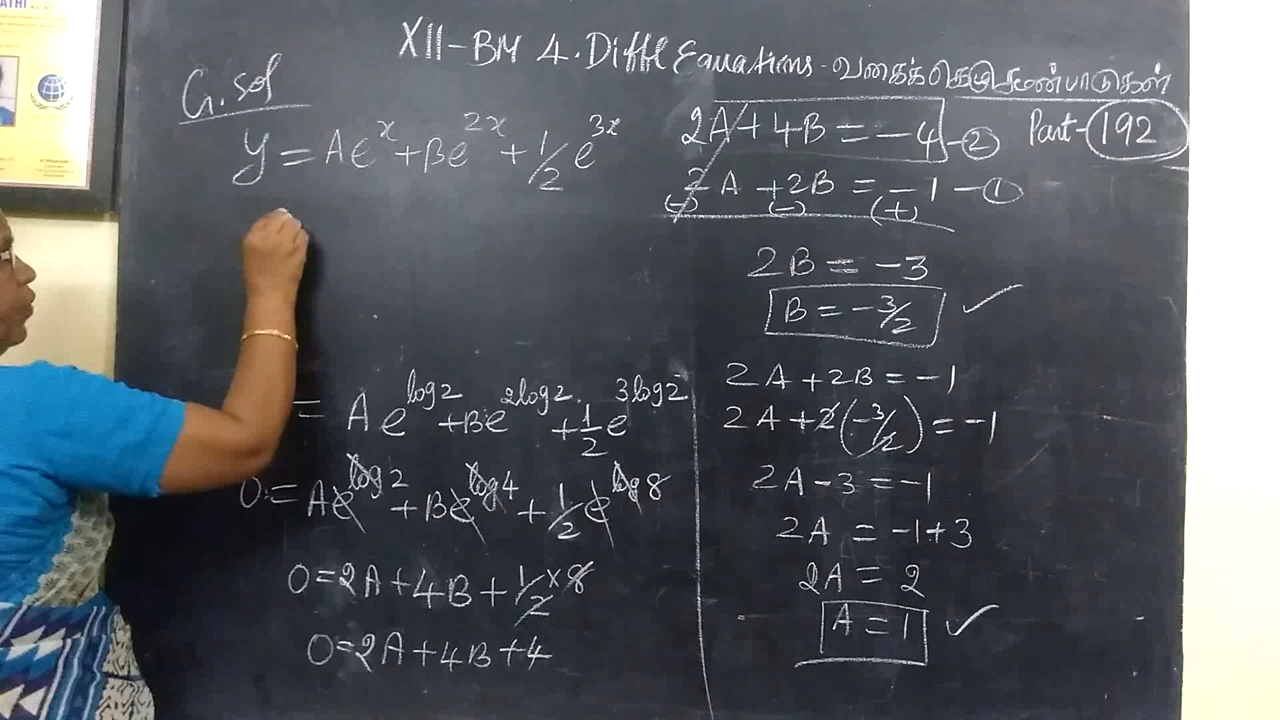 XII-BM 4. Diffl Equations - வகைக்கெழு சமன்பாடுகள்
Part - 192
G. sol
y = Ae^x + Be^2x + 1/2 e^3x
= Ae^log2 + Be^2log2 + 1/2 e^3log2
0 = Ae^log2 + Be^log4 + 1/2 e^log8
0 = 2A + 4B + 1/2 × 8
0 = 2A + 4B + 4
2A + 4B = -4 - ②
2A + 2B = -1 - ①
(-) (-) (+)
2B = -3
B = -3/2 ✓
2A + 2B = -1
2A + 2(-3/2) = -1
2A - 3 = -1
2A = -1 + 3
2A = 2
A = 1 ✓